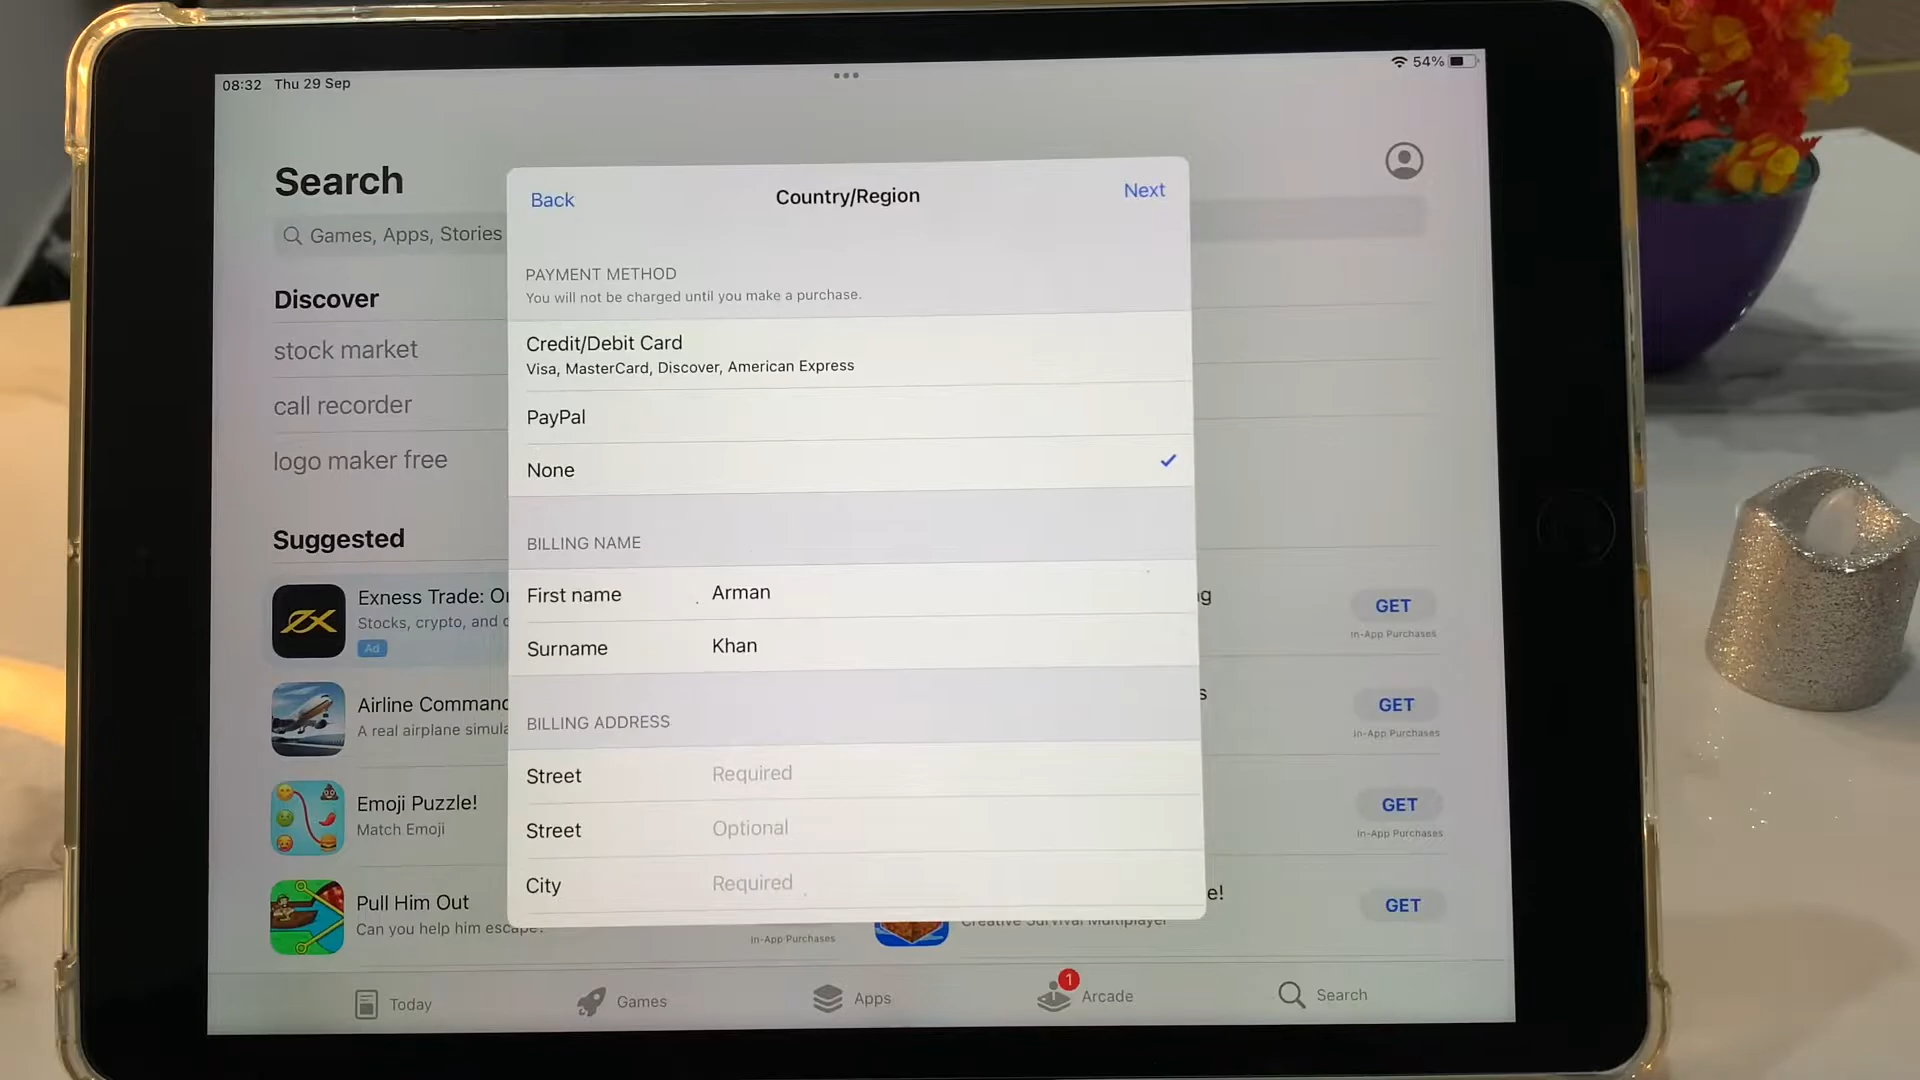 08:32 Thu 29 Sep
54%
Search
Games, Apps, Stories
Discover
stock market
call recorder
logo maker free
Suggested
Exness Trade:
Stocks, crypto, and
Ad
Airline
A real airplane
Emoji Puzzle!
Match Emoji
Pull Him Out
Can you help him escape?
In-App Purchases
Back
Country/Region
Next
PAYMENT METHOD
You will not be charged until you make a purchase.
Credit/Debit Card
Visa, MasterCard, Discover, American Express
PayPal
None
BILLING NAME
First name Arman
Surname Khan
BILLING ADDRESS
Street Required
Street Optional
City Required
GET
In-App Purchases
GET
In-App Purchases
GET
In-App Purchases
GET
Creative Survival Multiplayer
Today
Games
Apps
1
Arcade
Search